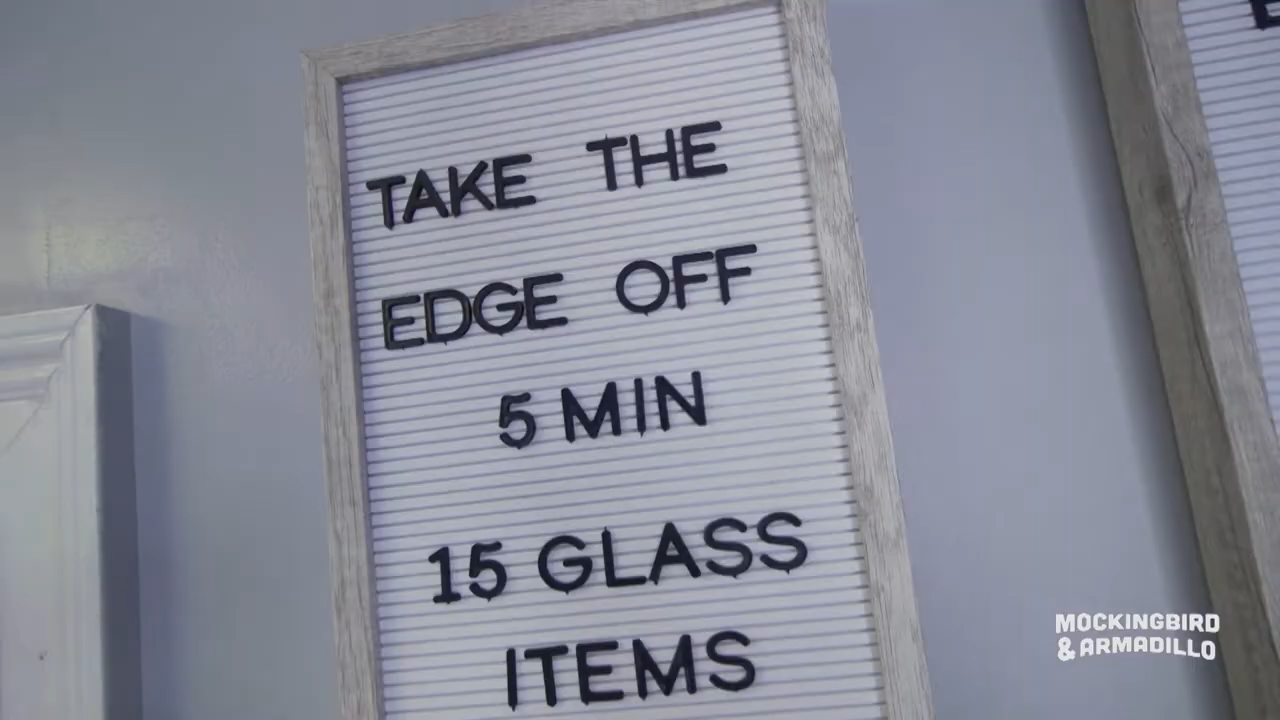 TAKE THE
EDGE OFF
5 MIN
15 GLASS
ITEMS
MOCKINGBIRD
& ARMADILLO